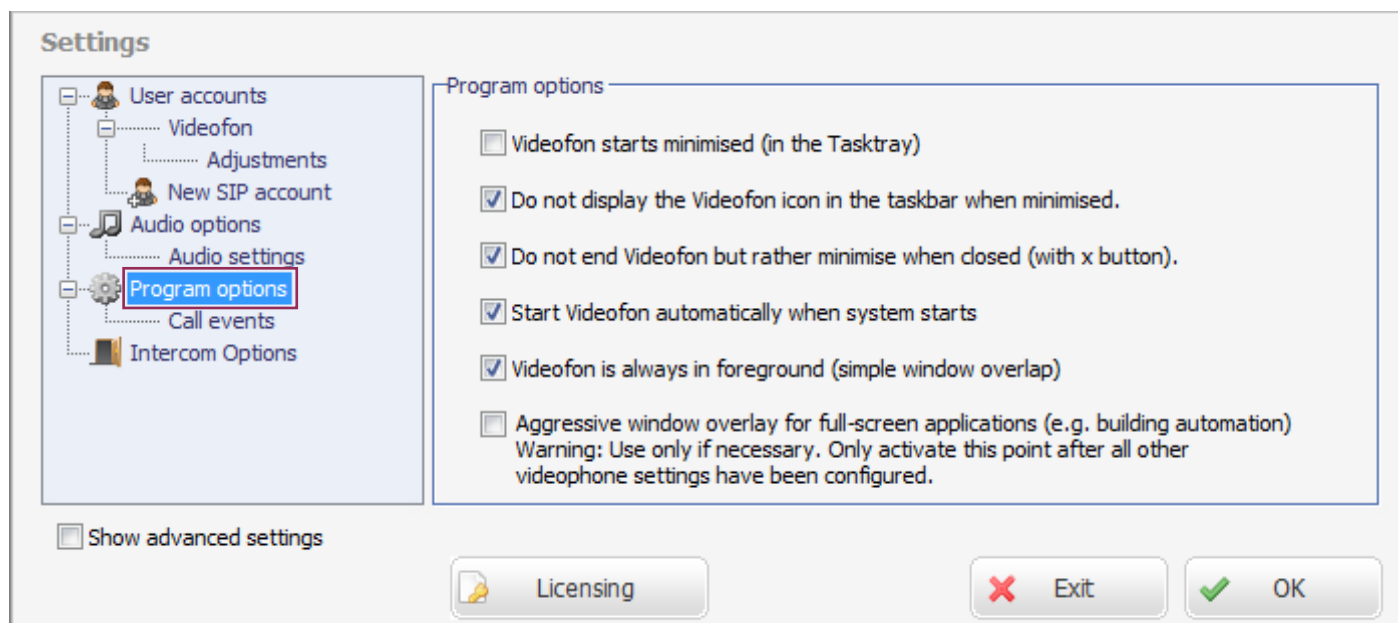 Settings
User accounts
Videofon
Adjustments
New SIP account
Audio options
Audio settings
Program options
Call events
Intercom Options
Program options
Videofon starts minimised (in the Tasktray)
Do not display the Videofon icon in the taskbar when minimised.
Do not end Videofon but rather minimise when closed (with x button).
Start Videofon automatically when system starts
Videofon is always in foreground (simple window overlap)
Aggressive window overlay for full-screen applications (e.g. building automation)
Warning: Use only if necessary. Only activate this point after all other
videophone settings have been configured.
Show advanced settings
Licensing
Exit
OK